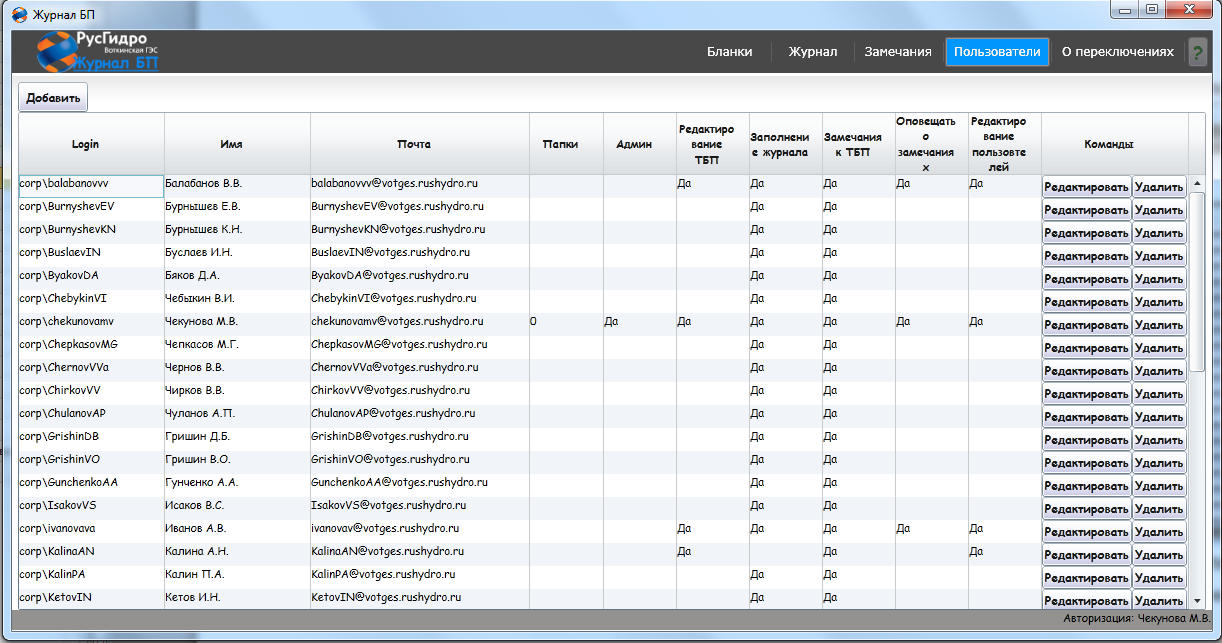 Журнал БП
РусГидро
Воткинская ГЭС
Журнал БП
Бланки Журнал Замечания Пользователи О переключениях ?
Добавить
Login Имя Почта Папки Админ Редактирование ТБП Заполнение журнала Замечания к ТБП Оповещать о замечаниях Редактирование пользовтелей Команды
corp\balabanovvv Балабанов В.В. balabanovvv@votges.rushydro.ru Да Да Да Да Да Редактировать Удалить
corp\BurnyshevEV Бурнышев Е.В. BurnyshevEV@votges.rushydro.ru Да Да Редактировать Удалить
corp\BurnyshevKN Бурнышев К.Н. BurnyshevKN@votges.rushydro.ru Да Да Редактировать Удалить
corp\BuslaevIN Буслаев И.Н. BuslaevIN@votges.rushydro.ru Да Да Редактировать Удалить
corp\ByakovDA Бяков Д.А. ByakovDA@votges.rushydro.ru Да Да Редактировать Удалить
corp\ChebykinVI Чебыкин В.И. ChebykinVI@votges.rushydro.ru Да Да Редактировать Удалить
corp\chekunovamv Чекунова М.В. chekunovamv@votges.rushydro.ru 0 Да Да Да Да Да Да Редактировать Удалить
corp\ChepkasovMG Чепкасов М.Г. ChepkasovMG@votges.rushydro.ru Да Да Редактировать Удалить
corp\ChernovVVa Чернов В.В. ChernovVVa@votges.rushydro.ru Да Да Редактировать Удалить
corp\ChirkovVV Чирков В.В. ChirkovVV@votges.rushydro.ru Да Да Редактировать Удалить
corp\ChulanovAP Чуланов А.П. ChulanovAP@votges.rushydro.ru Да Да Редактировать Удалить
corp\GrishinDB Гришин Д.Б. GrishinDB@votges.rushydro.ru Да Да Редактировать Удалить
corp\GrishinVO Гришин В.О. GrishinVO@votges.rushydro.ru Да Да Редактировать Удалить
corp\GunchenkoAA Гунченко А.А. GunchenkoAA@votges.rushydro.ru Да Да Редактировать Удалить
corp\IsakovVS Исаков В.С. IsakovVS@votges.rushydro.ru Да Да Редактировать Удалить
corp\ivanovava Иванов А.В. ivanovav@votges.rushydro.ru Да Да Да Да Да Редактировать Удалить
corp\KalinaAN Калина А.Н. KalinaAN@votges.rushydro.ru Да Да Да Редактировать Удалить
corp\KalinPA Калин П.А. KalinPA@votges.rushydro.ru Да Да Редактировать Удалить
corp\KetovIN Кетов И.Н. KetovIN@votges.rushydro.ru Да Да Редактировать Удалить
Авторизация: Чекунова М.В.